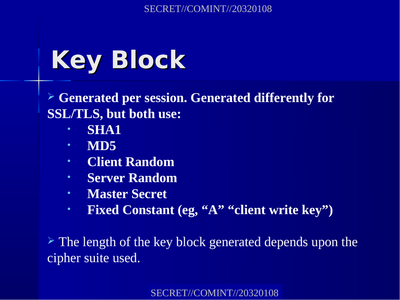 SECRET//COMINT//20320108
Key Block
➢ Generated per session. Generated differently for
SSL/TLS, but both use:
• SHA1
• MD5
• Client Random
• Server Random
• Master Secret
• Fixed Constant (eg, “A” “client write key”)
➢ The length of the key block generated depends upon the
cipher suite used.
SECRET//COMINT//20320108